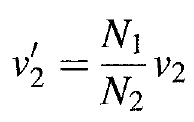 v₂′ = N₁/N₂ v₂